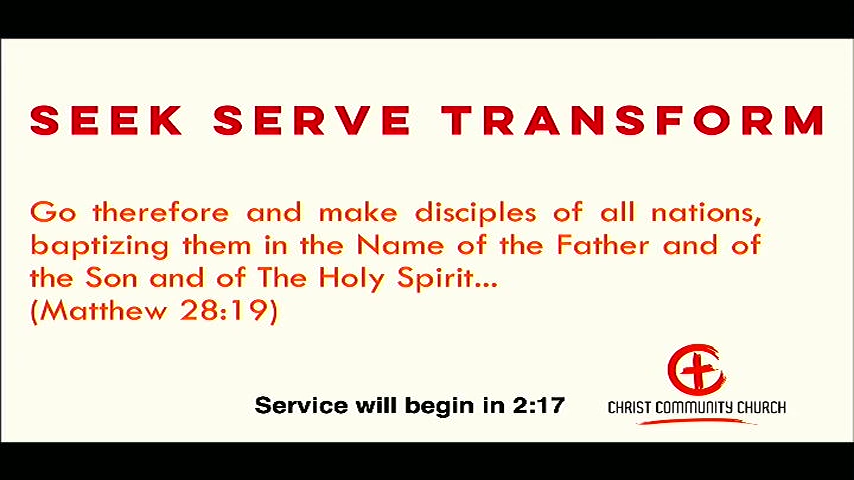 SEEK SERVE TRANSFORM
Go therefore and make disciples of all nations,
baptizing them in the Name of the Father and of
the Son and of The Holy Spirit...
(Matthew 28:19)
Service will begin in 2:17
CHRIST COMMUNITY CHURCH